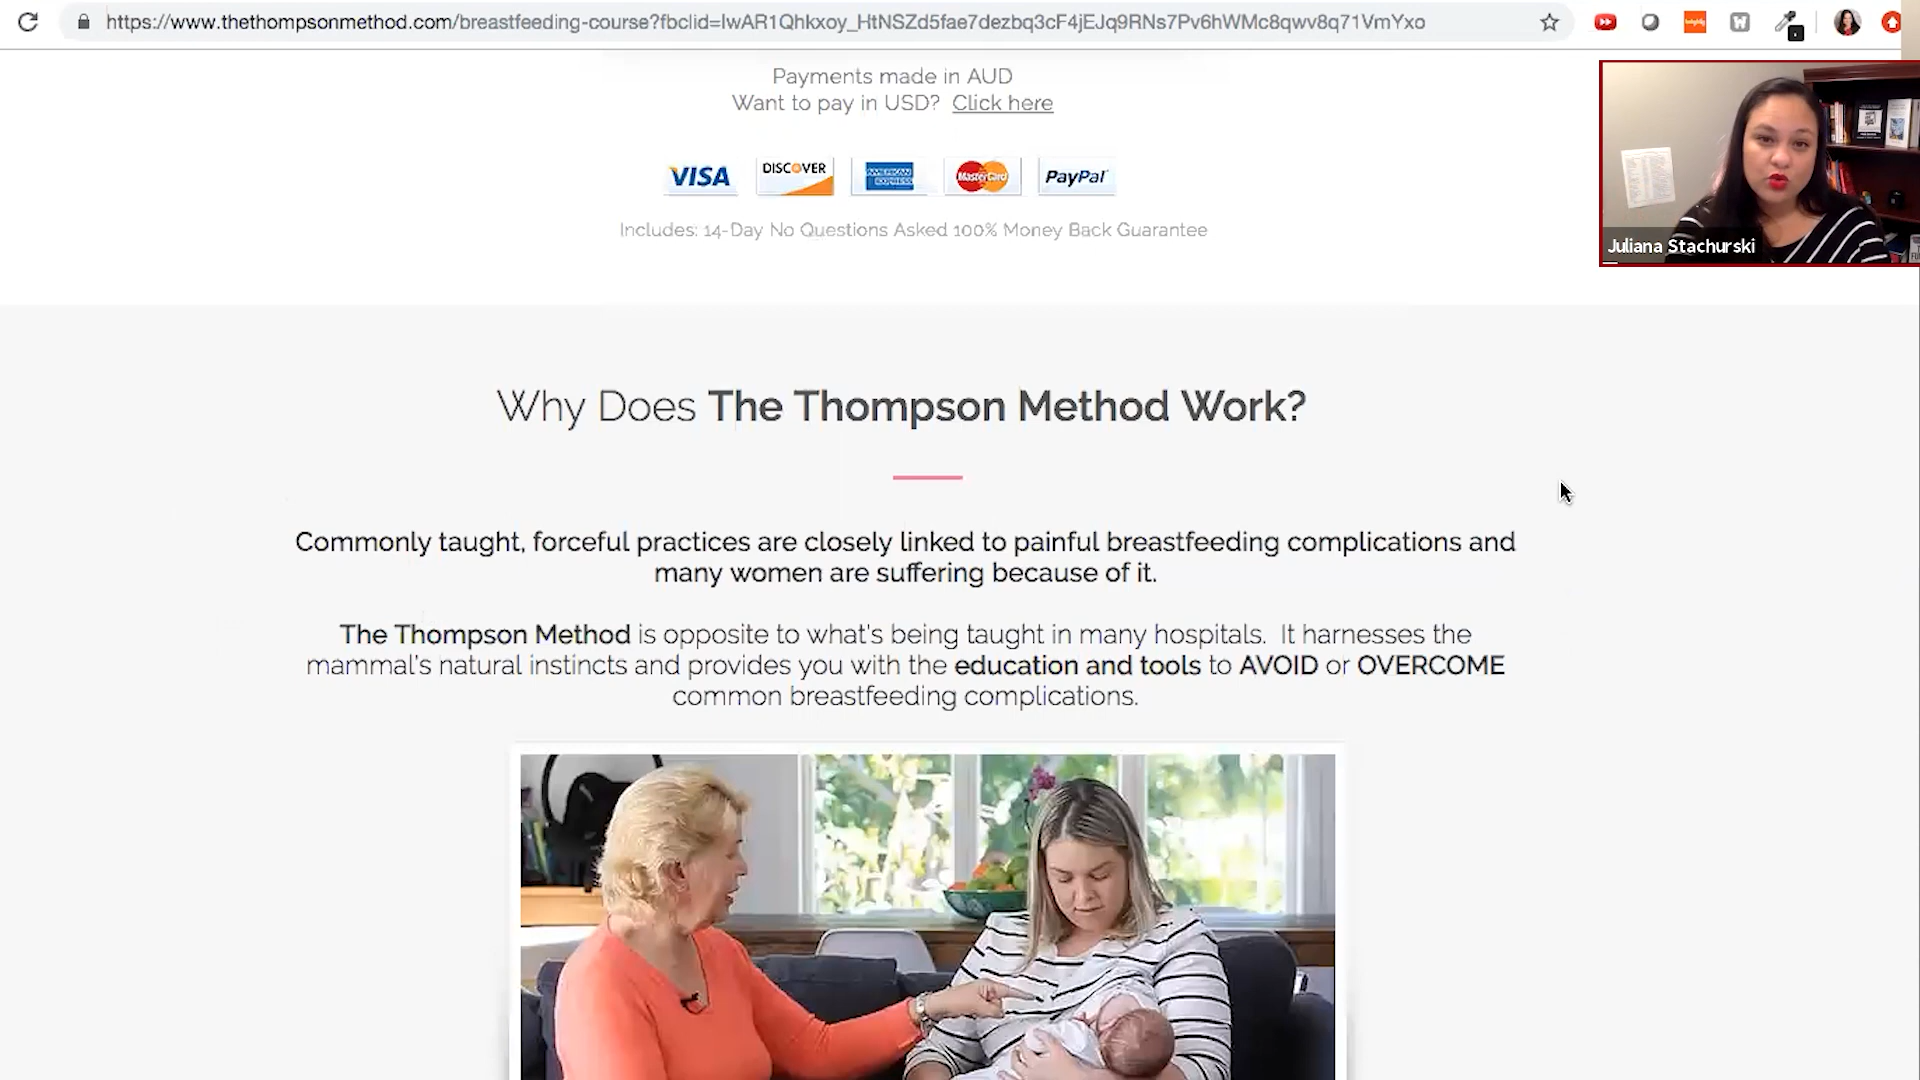 https://www.thethompsonmethod.com/breastfeeding-course?fbclid=IwAR1Qhkxoy_HtNSZd5fae7dezbq3cF4jEJq9RNs7Pv6hWMc8qwv8q71VmYxo
Payments made in AUD
Want to pay in USD? Click here
VISA DISCOVER AMERICAN EXPRESS MasterCard PayPal
Includes: 14-Day No Questions Asked 100% Money Back Guarantee
Juliana Stachurski
Why Does The Thompson Method Work?
Commonly taught, forceful practices are closely linked to painful breastfeeding complications and
many women are suffering because of it.
The Thompson Method is opposite to what's being taught in many hospitals. It harnesses the
mammal's natural instincts and provides you with the education and tools to AVOID or OVERCOME
common breastfeeding complications.